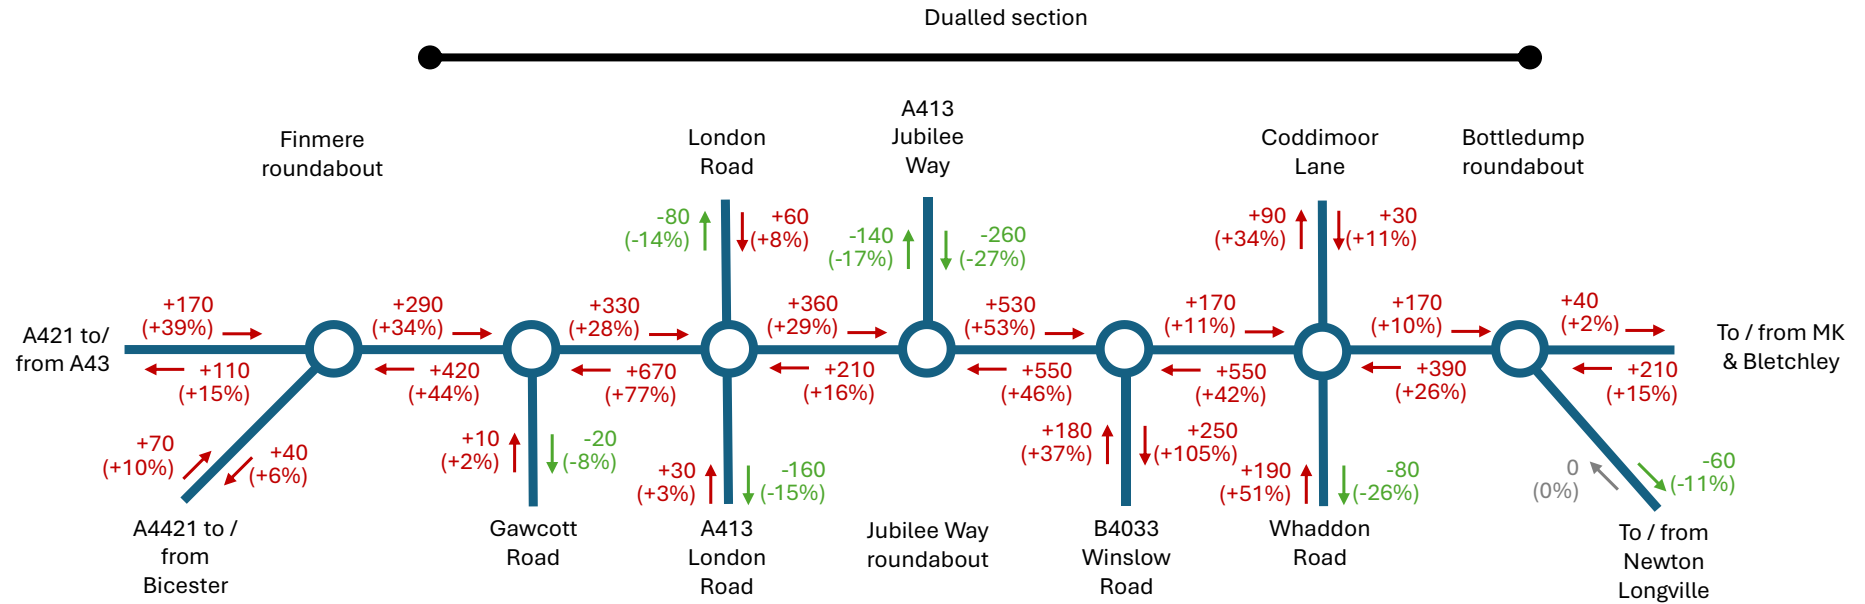 Dualled section
Finmere
roundabout
London
Road
A413
Jubilee
Way
Coddimoor
Lane
Bottledump
roundabout
-80
(-14%)
+60
(+8%)
-140
(-17%)
-260
(-27%)
+90
(+34%)
+30
(+11%)
A421 to/
from A43
+170
(+39%)
+290
(+34%)
+330
(+28%)
+360
(+29%)
+530
(+53%)
+170
(+11%)
+170
(+10%)
+40
(+2%)
To / from MK
& Bletchley
+110
(+15%)
+420
(+44%)
+670
(+77%)
+210
(+16%)
+550
(+46%)
+550
(+42%)
+390
(+26%)
+210
(+15%)
+70
(+10%)
+40
(+6%)
+10
(+2%)
-20
(-8%)
+30
(+3%)
-160
(-15%)
+180
(+37%)
+250
(+105%)
+190
(+51%)
-80
(-26%)
0
(0%)
-60
(-11%)
A4421 to /
from
Bicester
Gawcott
Road
A413
London
Road
Jubilee Way
roundabout
B4033
Winslow
Road
Whaddon
Road
To / from
Newton
Longville